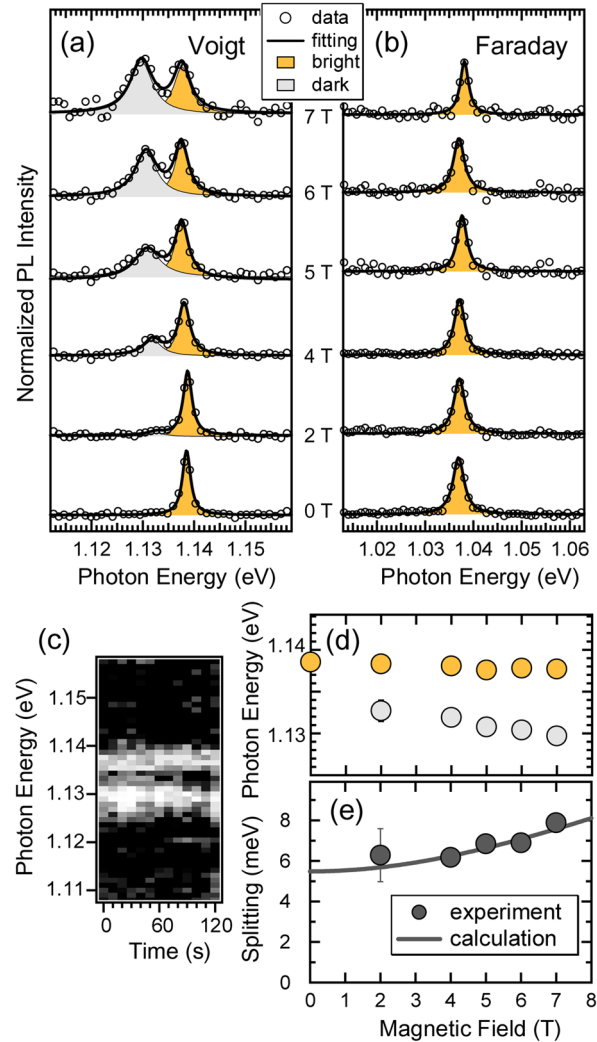 (a) Voigt
data
fitting
bright
dark
(b) Faraday
7 T
6 T
5 T
4 T
2 T
0 T
Normalized PL Intensity
1.12 1.13 1.14 1.15
Photon Energy (eV)
1.02 1.03 1.04 1.05 1.06
Photon Energy (eV)
(c)
Photon Energy (eV)
1.15
1.14
1.13
1.12
1.11
0 60 120
Time (s)
(d)
Photon Energy (eV)
1.14
1.13
(e)
Splitting (meV)
8
6
4
2
0
experiment
calculation
0 1 2 3 4 5 6 7 8
Magnetic Field (T)